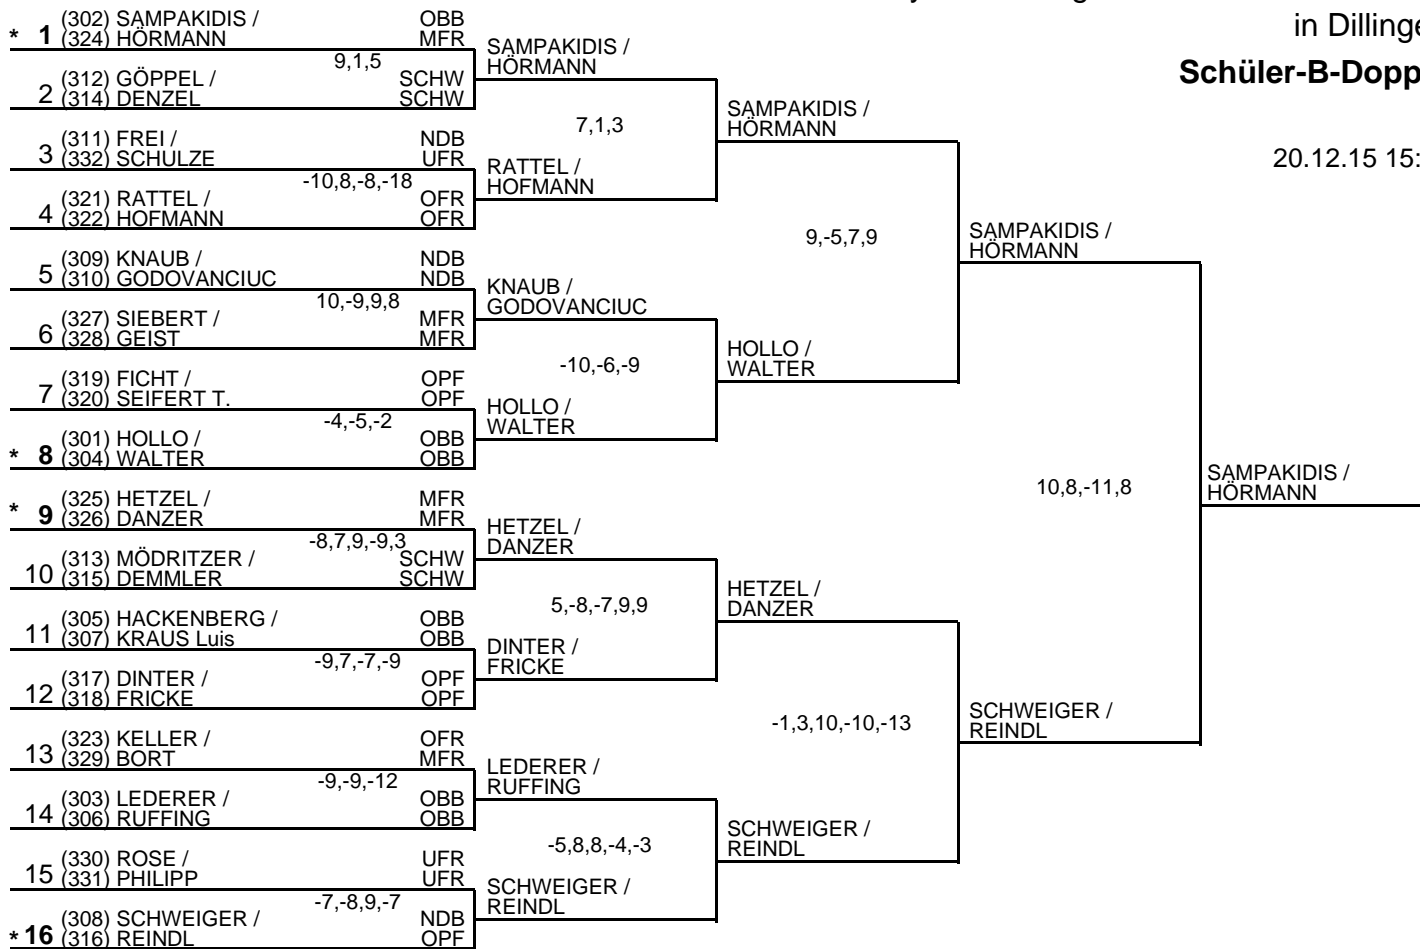 in Dillinge
Schüler-B-Dopp
20.12.15 15:
(302) SAMPAKIDIS / OBB
* 1 (324) HÖRMANN MFR
9,1,5
(312) GÖPPEL / SCHW
2 (314) DENZEL SCHW
(311) FREI / NDB
3 (332) SCHULZE UFR
-10,8,-8,-18
(321) RATTEL / OFR
4 (322) HOFMANN OFR
(309) KNAUB / NDB
5 (310) GODOVANCIUC NDB
10,-9,9,8
(327) SIEBERT / MFR
6 (328) GEIST MFR
(319) FICHT / OPF
7 (320) SEIFERT T. OPF
-4,-5,-2
(301) HOLLO / OBB
* 8 (304) WALTER OBB
(325) HETZEL / MFR
* 9 (326) DANZER MFR
-8,7,9,-9,3
(313) MÖDRITZER / SCHW
10 (315) DEMMLER SCHW
(305) HACKENBERG / OBB
11 (307) KRAUS Luis OBB
-9,7,-7,-9
(317) DINTER / OPF
12 (318) FRICKE OPF
(323) KELLER / OFR
13 (329) BORT MFR
-9,-9,-12
(303) LEDERER / OBB
14 (306) RUFFING OBB
(330) ROSE / UFR
15 (331) PHILIPP UFR
-7,-8,9,-7
(308) SCHWEIGER / NDB
* 16 (316) REINDL OPF
SAMPAKIDIS /
HÖRMANN
7,1,3
RATTEL /
HOFMANN
KNAUB /
GODOVANCIUC
-10,-6,-9
HOLLO /
WALTER
HETZEL /
DANZER
5,-8,-7,9,9
DINTER /
FRICKE
LEDERER /
RUFFING
-5,8,8,-4,-3
SCHWEIGER /
REINDL
SAMPAKIDIS /
HÖRMANN
9,-5,7,9
HOLLO /
WALTER
HETZEL /
DANZER
-1,3,10,-10,-13
SCHWEIGER /
REINDL
SAMPAKIDIS /
HÖRMANN
10,8,-11,8
SCHWEIGER /
REINDL
SAMPAKIDIS /
HÖRMANN